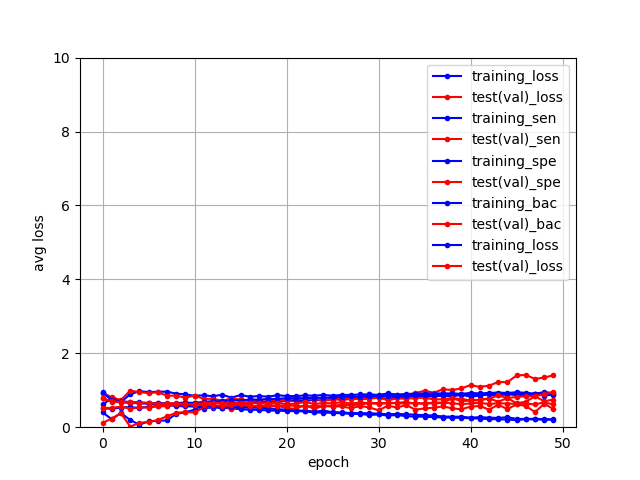 10
8
6
4
2
0
avg loss
training_loss
test(val)_loss
training_sen
test(val)_sen
training_spe
test(val)_spe
training_bac
test(val)_bac
training_loss
test(val)_loss
0 10 20 30 40 50
epoch